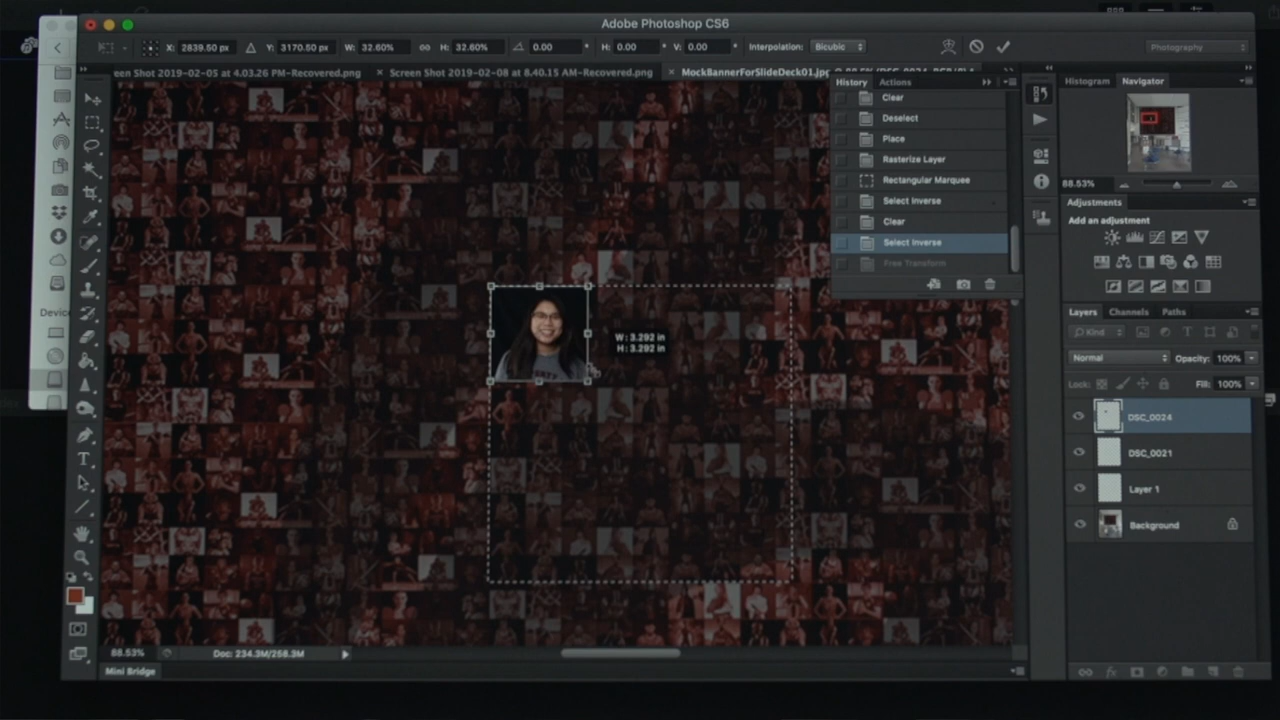 Adobe Photoshop CS6
X: 2839.50 px Y: 3170.50 px W: 32.60% H: 32.60% 0.00 ° H: 0.00 ° V: 0.00 ° Interpolation: Bicubic Photography
een Shot 2019-02-05 at 4.03.26 PM-Recovered.png × Screen Shot 2019-02-08 at 8.40.15 AM-Recovered.png × MockBannerForSlideDeck01.jpg
History Actions
Clear
Deselect
Place
Rasterize Layer
Rectangular Marquee
Select Inverse
Clear
Select Inverse
Free Transform
Histogram Navigator
88.53%
Adjustments
Add an adjustment
Layers Channels Paths
Kind
Normal Opacity: 100%
Lock: Fill: 100%
DSC_0024
DSC_0021
Layer 1
Background
Device
W: 3.292 in
H: 3.292 in
88.53% Doc: 234.3M/258.3M
Mini Bridge